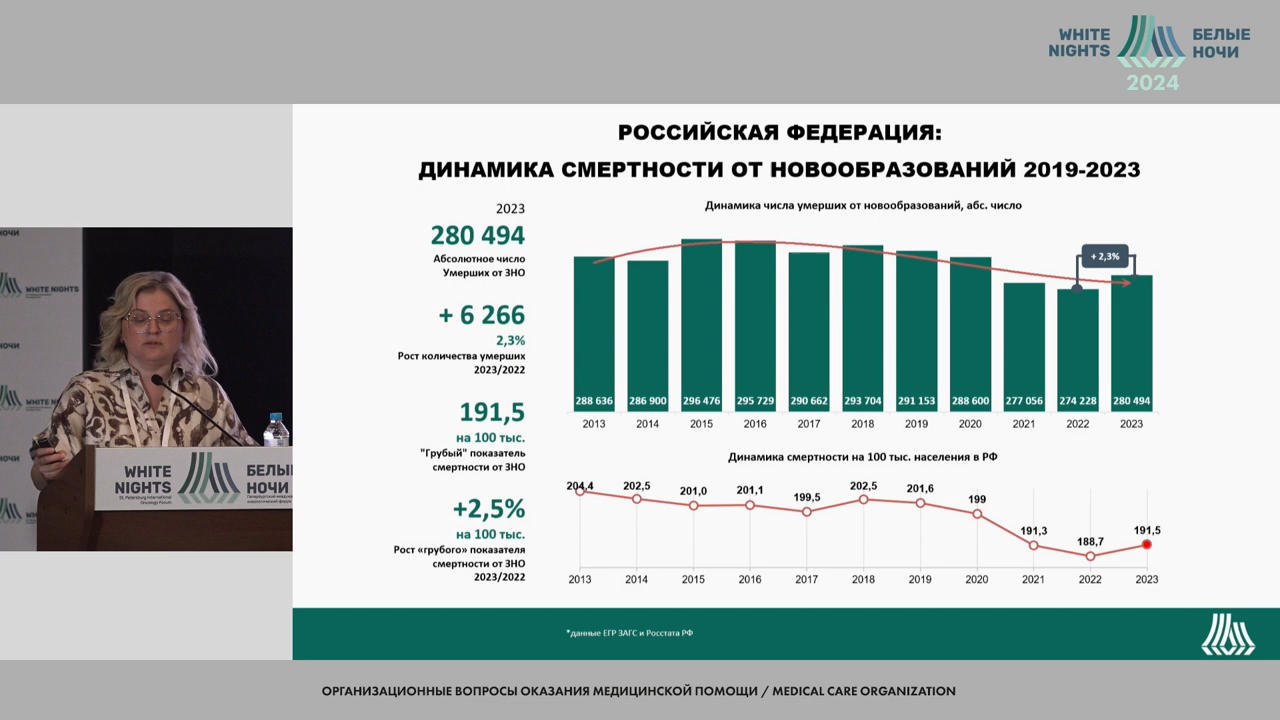 WHITE
NIGHTS
БЕЛЫЕ
НОЧИ
2024
РОССИЙСКАЯ ФЕДЕРАЦИЯ:
ДИНАМИКА СМЕРТНОСТИ ОТ НОВООБРАЗОВАНИЙ 2019-2023
2023
280 494
Абсолютное число
Умерших от ЗНО
+ 6 266
2,3%
Рост количества умерших
2023/2022
191,5
на 100 тыс.
"Грубый" показатель
смертности от ЗНО
+2,5%
на 100 тыс.
Рост «грубого» показателя
смертности от ЗНО
2023/2022
Динамика числа умерших от новообразований, абс. число
+ 2,3%
288 636 286 900 296 476 295 729 290 662 293 704 291 153 288 600 277 056 274 228 280 494
2013 2014 2015 2016 2017 2018 2019 2020 2021 2022 2023
Динамика смертности на 100 тыс. населения в РФ
204,4 202,5 201,0 201,1 199,5 202,5 201,6 199 191,3 188,7 191,5
2013 2014 2015 2016 2017 2018 2019 2020 2021 2022 2023
*данные ЕГР ЗАГС и Росстата РФ
WHITE NIGHTS
WHITE
NIGHTS
St. Petersburg International
Oncology Forum
БЕЛЫ
НОЧИ
ОРГАНИЗАЦИОННЫЕ ВОПРОСЫ ОКАЗАНИЯ МЕДИЦИНСКОЙ ПОМОЩИ / MEDICAL CARE ORGANIZATION